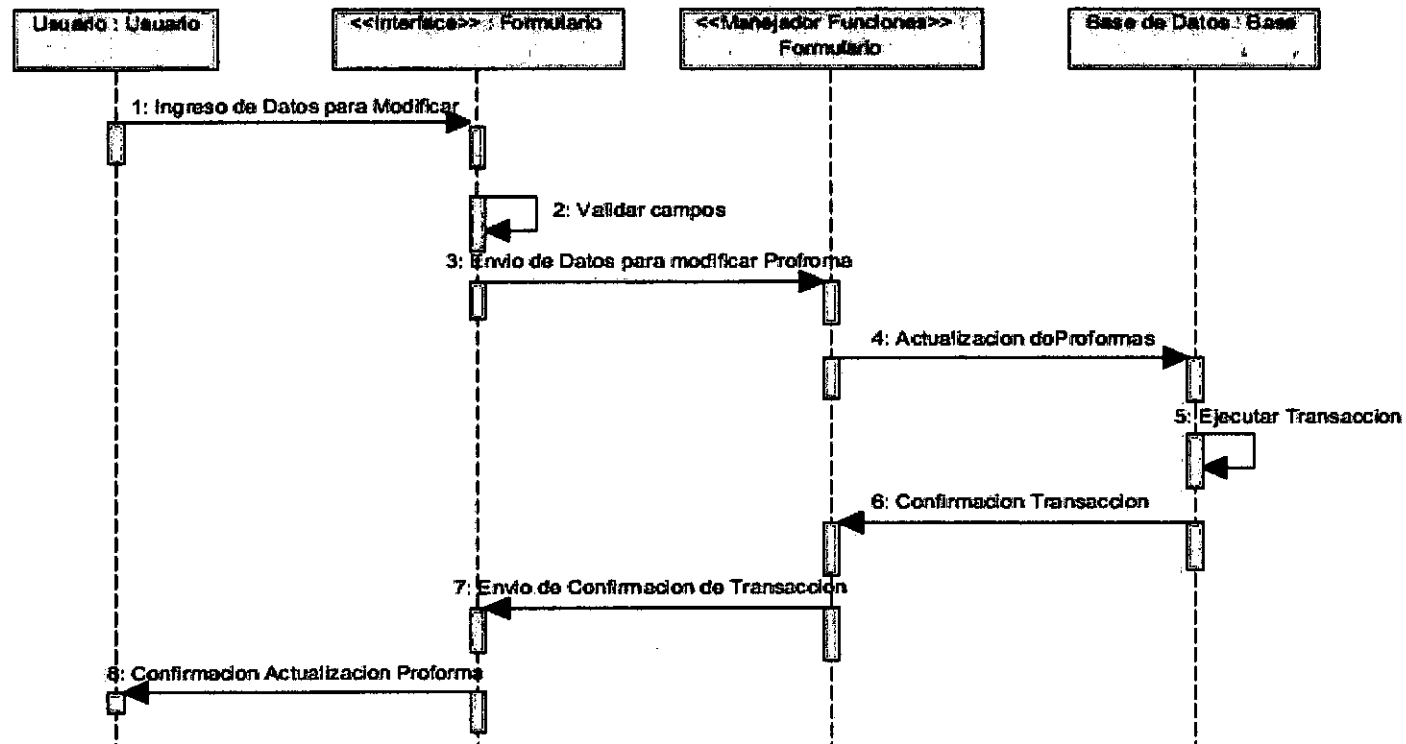 Usuario : Usuario
<<Interface>> : Formulario
<<Manejador Funciones>>
Formulario
Base de Datos : Base
1: Ingreso de Datos para Modificar
2: Validar campos
3: Envio de Datos para modificar Profroma
4: Actualizacion doProformas
5: Ejecutar Transaccion
6: Confirmacion Transaccion
7: Envio de Confirmacion de Transaccion
8: Confirmacion Actualizacion Proforma